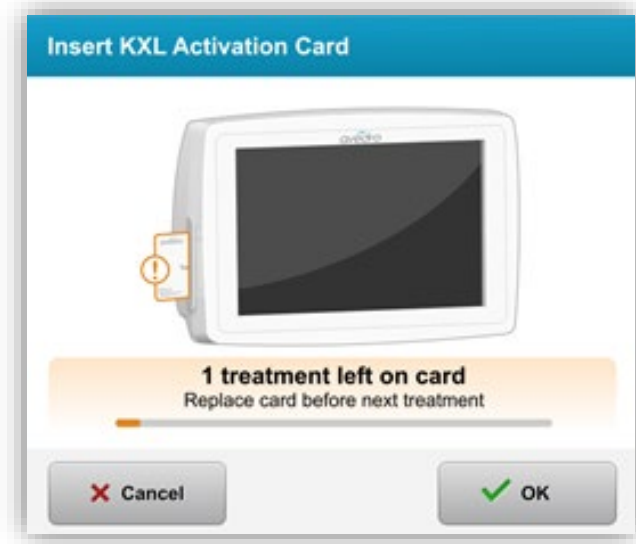 Insert KXL Activation Card
avedro
1 treatment left on card
Replace card before next treatment
Cancel
OK